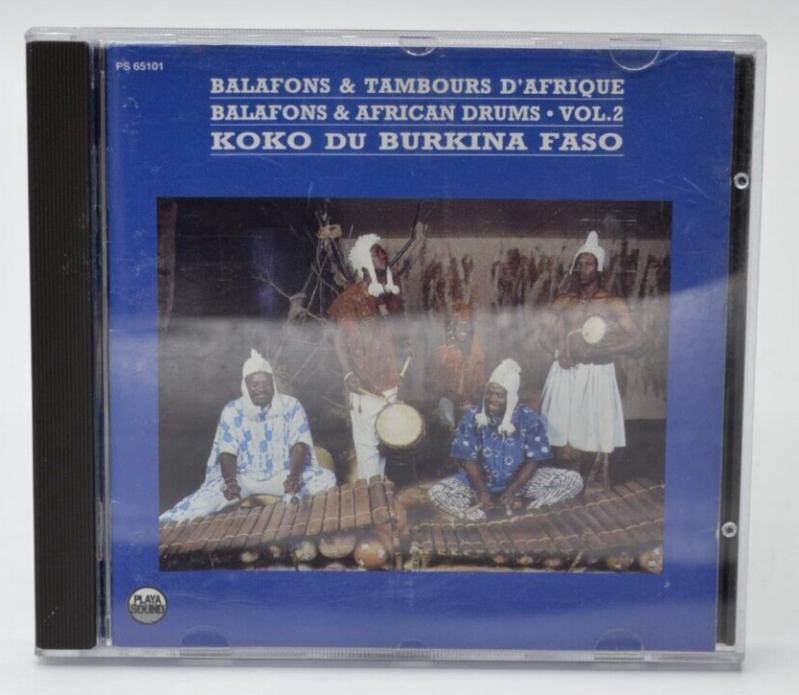 PS 65101
BALAFONS & TAMBOURS D'AFRIQUE
BALAFONS & AFRICAN DRUMS • VOL.2
KOKO DU BURKINA FASO
PLAYA
SOUND